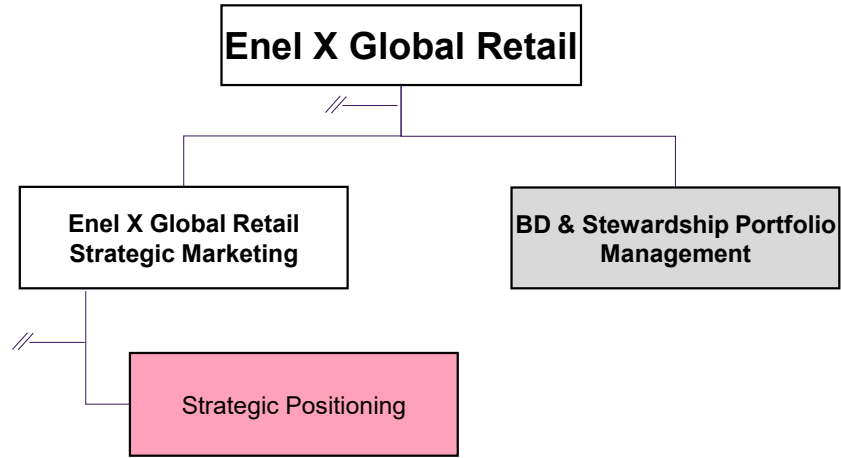 Enel X Global Retail
Enel X Global Retail
Strategic Marketing
BD & Stewardship Portfolio
Management
Strategic Positioning